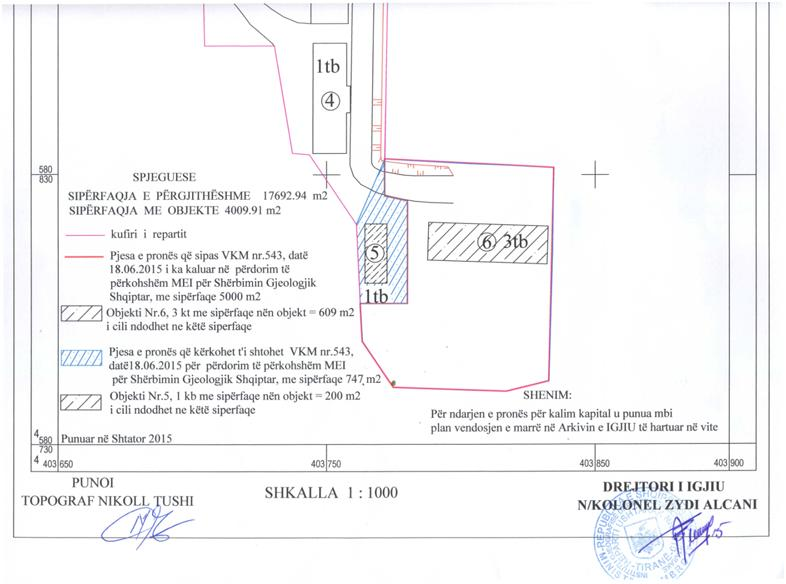 1tb
4
580
830
SPJEGUESE
SIPËRFAQJA E PËRGJITHËSHME 17692.94 m2
SIPËRFAQJA ME OBJEKTE 4009.91 m2
kufiri i repartit
Pjesa e pronës që sipas VKM nr.543, datë
18.06.2015 i ka kaluar në përdorim të
përkohshëm MEI për Shërbimin Gjeologjik
Shqiptar, me sipërfaqe 5000 m2
Objekti Nr.6, 3 kt me sipërfaqe nën objekt = 609 m2
i cili ndodhet ne këtë siperfaqe
Pjesa e pronës që kërkohet t'i shtohet VKM nr.543,
datë18.06.2015 për përdorim të përkohshëm MEI
për Shërbimin Gjeologjik Shqiptar, me sipërfaqe 747 m2
Objekti Nr.5, 1 kb me sipërfaqe nën objekt = 200 m2
i cili ndodhet ne këtë siperfaqe
Punuar në Shtator 2015
5
1tb
6 3tb
SHENIM:
Për ndarjen e pronës për kalim kapital u punua mbi
plan vendosjen e marrë në Arkivin e IGJIU të hartuar në vite
4
580
730
4
403 650
403 750
403 850
403 900
PUNOI
TOPOGRAF NIKOLL TUSHI
SHKALLA 1 : 1000
DREJTORI I IGJIU
N/KOLONEL ZYDI ALCANI
REPUBLIKA E SHQIPËRISË
TIRANE